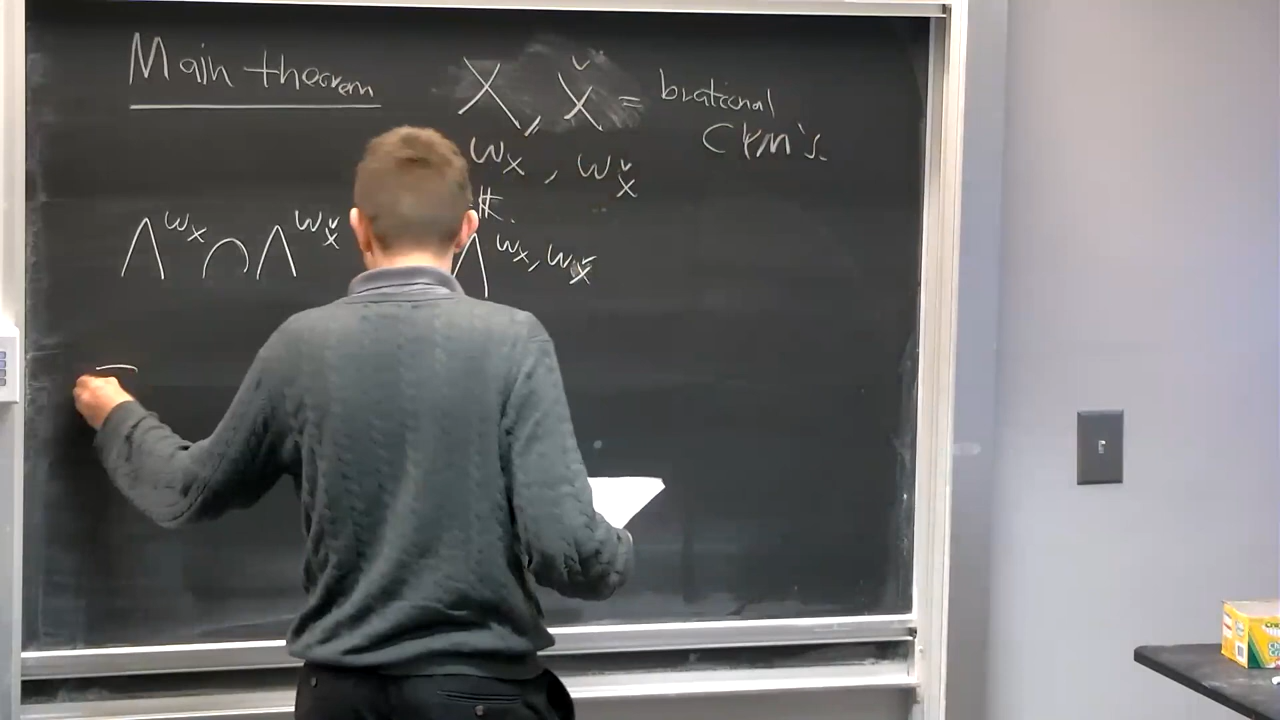 Main theorem X, X̌ = birational
CYM's.
ω_X, ω_X̌
𝕂.
Λ^{ω_X} ∩ Λ^{ω_X̌} Λ^{ω_X, ω_X̌}